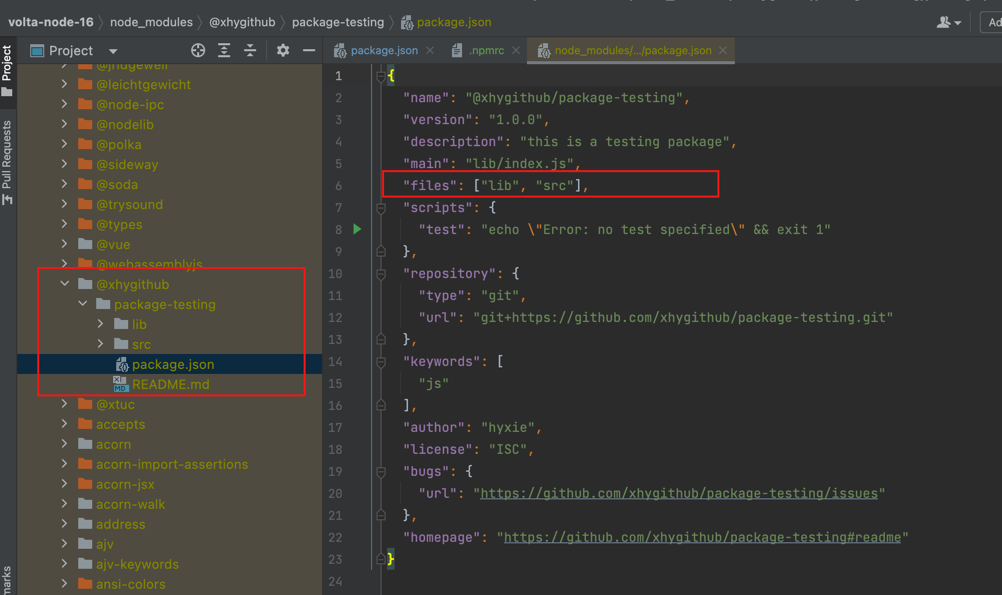 volta-node-16 node_modules @xhygithub package-testing package.json
Ad
Project
package.json
.npmrc
node_modules/.../package.json
Project
Pull Requests
marks
@jridgewell
@leichtgewicht
@node-ipc
@nodelib
@polka
@sideway
@soda
@trysound
@types
@vue
@webassemblyjs
@xhygithub
package-testing
lib
src
package.json
README.md
@xtuc
accepts
acorn
acorn-import-assertions
acorn-jsx
acorn-walk
address
ajv
ajv-keywords
ansi-colors
1 {
2 "name": "@xhygithub/package-testing",
3 "version": "1.0.0",
4 "description": "this is a testing package",
5 "main": "lib/index.js",
6 "files": ["lib", "src"],
7 "scripts": {
8 "test": "echo \"Error: no test specified\" && exit 1"
9 },
10 "repository": {
11 "type": "git",
12 "url": "git+https://github.com/xhygithub/package-testing.git"
13 },
14 "keywords": [
15 "js"
16 ],
17 "author": "hyxie",
18 "license": "ISC",
19 "bugs": {
20 "url": "https://github.com/xhygithub/package-testing/issues"
21 },
22 "homepage": "https://github.com/xhygithub/package-testing#readme"
23 }
24